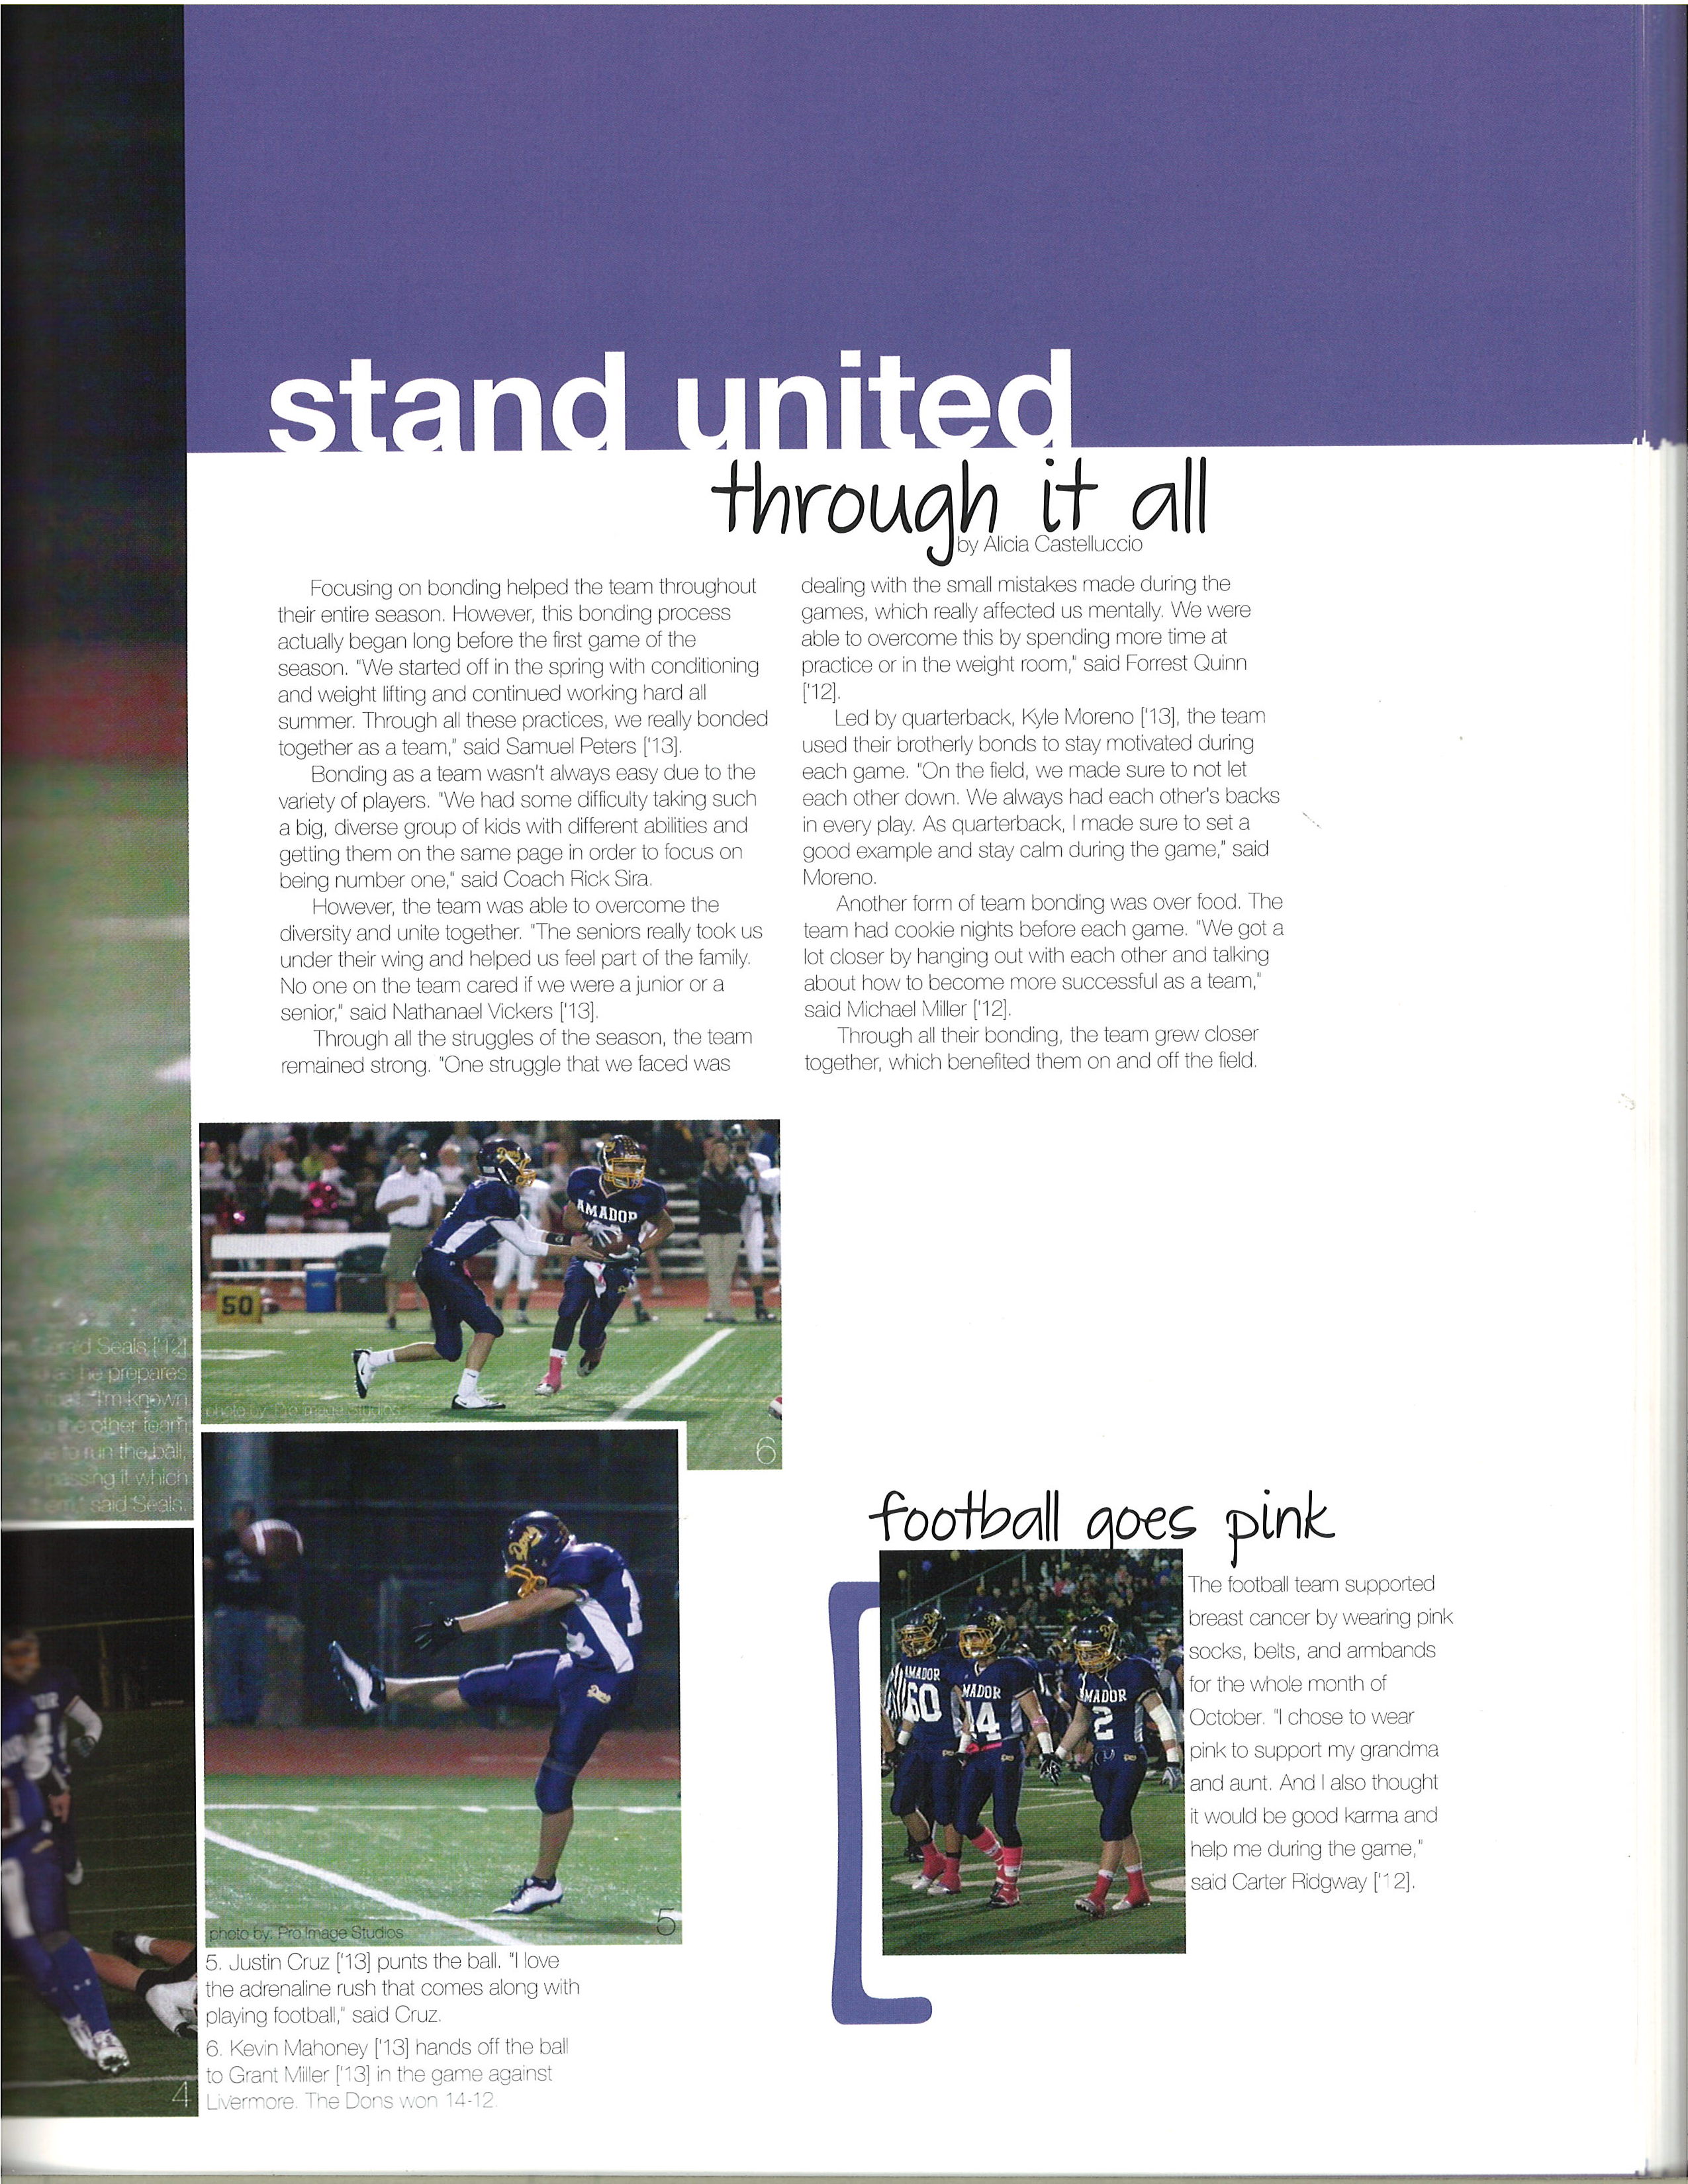 stand united
through it all
by Alicia Castelluccio
Focusing on bonding helped the team throughout
their entire season. However, this bonding process
actually began long before the first game of the
season. "We started off in the spring with conditioning
and weight lifting and continued working hard all
summer. Through all these practices, we really bonded
together as a team," said Samuel Peters ['13].
Bonding as a team wasn't always easy due to the
variety of players. "We had some difficulty taking such
a big, diverse group of kids with different abilities and
getting them on the same page in order to focus on
being number one," said Coach Rick Sira.
However, the team was able to overcome the
diversity and unite together. "The seniors really took us
under their wing and helped us feel part of the family.
No one on the team cared if we were a junior or a
senior," said Nathanael Vickers ['13].
Through all the struggles of the season, the team
remained strong. "One struggle that we faced was
dealing with the small mistakes made during the
games, which really affected us mentally. We were
able to overcome this by spending more time at
practice or in the weight room," said Forrest Quinn
['12].
Led by quarterback, Kyle Moreno ['13], the team
used their brotherly bonds to stay motivated during
each game. "On the field, we made sure to not let
each other down. We always had each other's backs
in every play. As quarterback, I made sure to set a
good example and stay calm during the game," said
Moreno.
Another form of team bonding was over food. The
team had cookie nights before each game. "We got a
lot closer by hanging out with each other and talking
about how to become more successful as a team,"
said Michael Miller ['12].
Through all their bonding, the team grew closer
together, which benefited them on and off the field.
Seals ['12]
as he prepares
"I'm known
the other team
to run the ball,
passing it which
said Seals.
4
AMADOR
50
photo by: Pro Image Studios
6
Dons
1
Dons
photo by: Pro Image Studios
5
5. Justin Cruz ['13] punts the ball. "I love
the adrenaline rush that comes along with
playing football," said Cruz.
6. Kevin Mahoney ['13] hands off the ball
to Grant Miller ['13] in the game against
Livermore. The Dons won 14-12.
football goes pink
AMADOR
60
MADOR
14
AMADOR
2
The football team supported
breast cancer by wearing pink
socks, belts, and armbands
for the whole month of
October. "I chose to wear
pink to support my grandma
and aunt. And I also thought
it would be good karma and
help me during the game,"
said Carter Ridgway ['12].